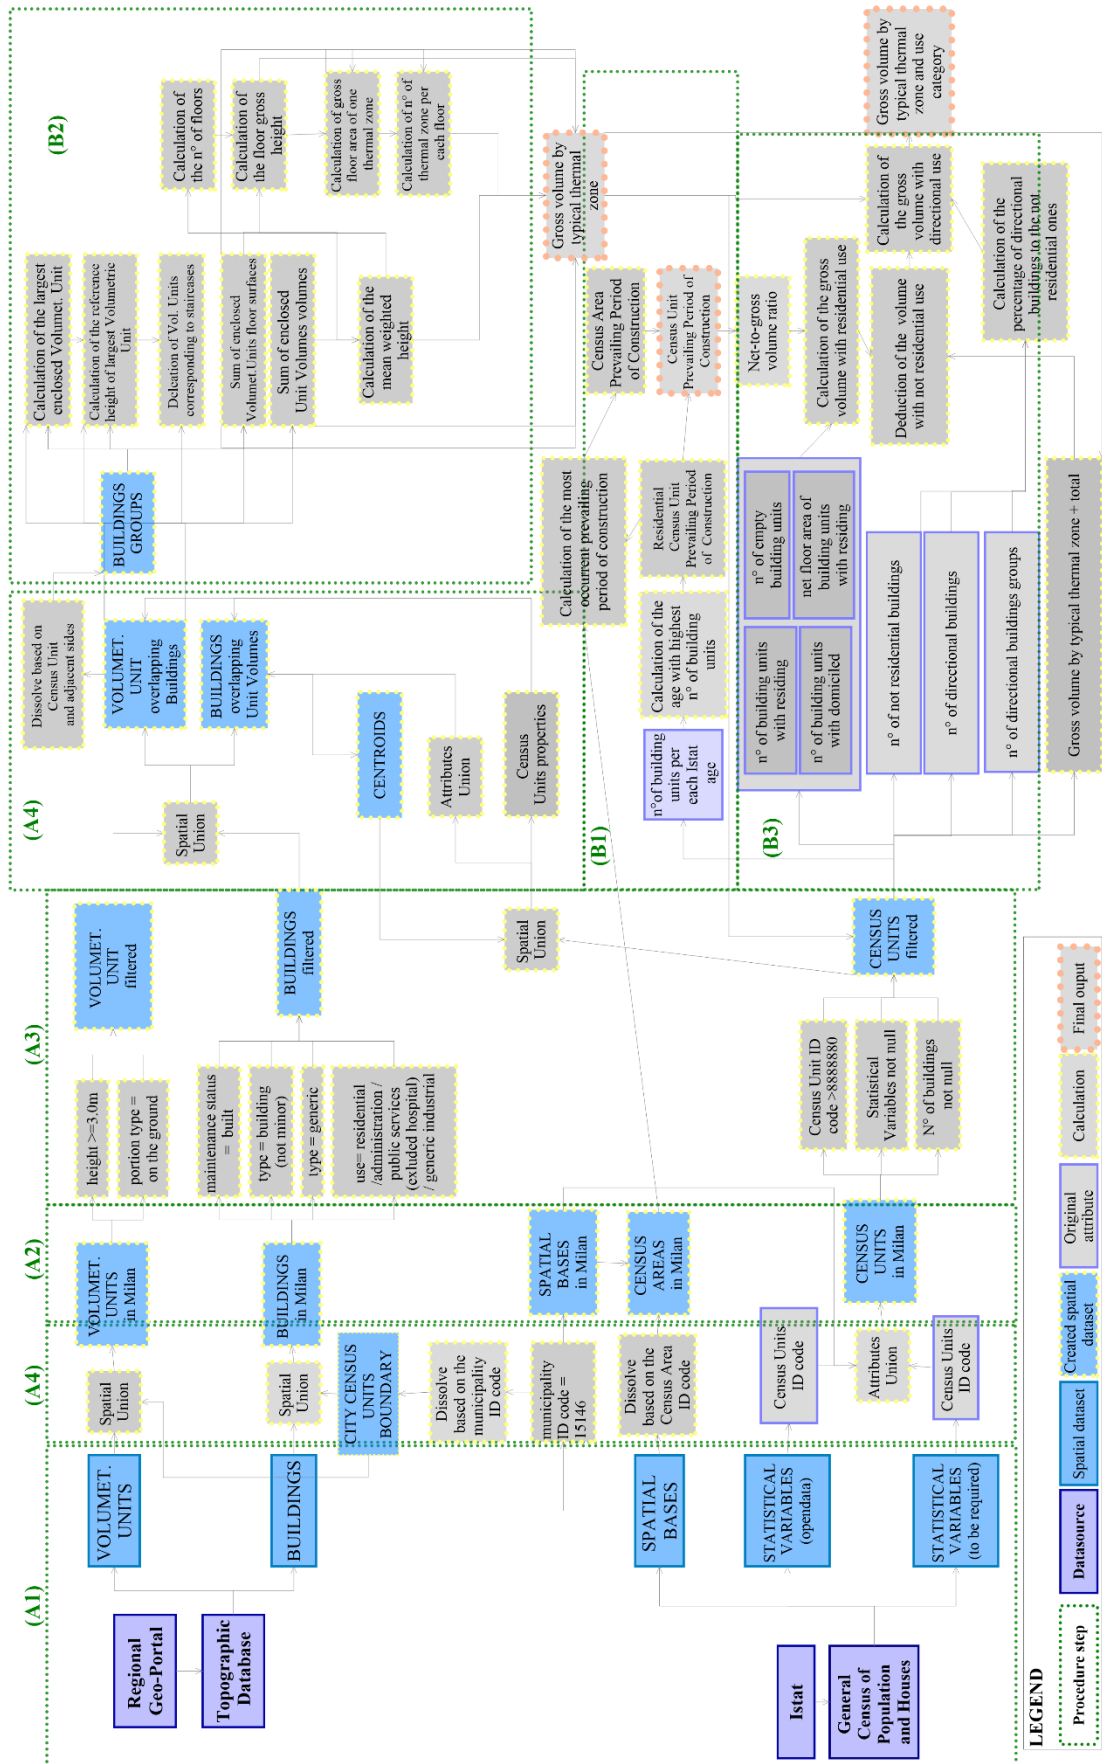 (A1)
Regional
Geo-Portal
Topographic
Database
Istat
General
Census of
Population
and Houses
VOLUMET.
UNITS
BUILDINGS
SPATIAL
BASES
STATISTICAL
VARIABLES
(opendata)
STATISTICAL
VARIABLES
(to be required)
(A4)
Spatial
Union
Spatial
Union
CITY CENSUS
UNITS
BOUNDARY
Dissolve
based on the
municipality
ID code
municipality
ID code =
15146
Dissolve
based on the
Census Area
ID code
Census Units
ID code
Attributes
Union
Census Units
ID code
(A2)
VOLUMET.
UNITS
in Milan
BUILDINGS
in Milan
SPATIAL
BASES
in Milan
CENSUS
AREAS
in Milan
CENSUS
UNITS
in Milan
(A3)
height >=3.0m
portion type =
on the ground
maintenance status
= built
type = building
(not minor)
type = generic
use= residential
/administration /
public services
(exluded hospital)
/ generic industrial
Census Unit ID
code >8888880
Statistical
Variables not null
N° of buildings
not null
VOLUMET.
UNIT
filtered
BUILDINGS
filtered
Spatial
Union
CENSUS
UNITS
filtered
(A4)
Spatial
Union
CENTROIDS
Attributes
Union
Census
Units properties
Dissolve based on
Census Unit
and adjacent sides
VOLUMET.
UNIT
overlapping
Buildings
BUILDINGS
overlapping
Unit Volumes
(B2)
BUILDINGS
GROUPS
Calculation of the largest
enclosed Volumet. Unit
Calculation of the reference
height of largest Volumetric
Unit
Delcation of Vol. Units
corresponding to staircases
Sum of enclosed
Volumet.Units floor surfaces
Sum of enclosed
Unit Volumes volumes
Calculation of the
mean weighted
height
Calculation of
the n° of floors
Calculation of
the floor gross
height
Calculation of gross
floor area of one
thermal zone
Calculation of n° of
thermal zone per
each floor
Gross volume by
typical thermal
zone
(B1)
n°of building
units per
each Istat
age
Calculation of the
age with highest
n° of building
units
Calculation of the most
occurrent prevailing
period of construction
Residential
Census Unit
Prevailing Period
of Construction
Census Area
Prevailing Period
of Construction
Census Unit
Prevailing Period of
Construction
(B3)
n° of building units
with residing
n° of building units
with domiciled
n° of empty
building units
net floor area of
building units
with residing
n° of not residential buildings
n° of directional buildings
n° of directional buildings groups
Gross volume by typical thermal zone + total
Net-to-gross
volume ratio
Calculation of the gross
volume with residential use
Deduction of the volume
with not residential use
Calculation of
the gross
volume with
directional use
Calculation of the
percentage of directional
buildings to the not
residential ones
Gross volume by
typical thermal
zone and use
category
LEGEND
Procedure step
Datasource
Spatial dataset
Created spatial
dataset
Original
attribute
Calculation
Final ouput